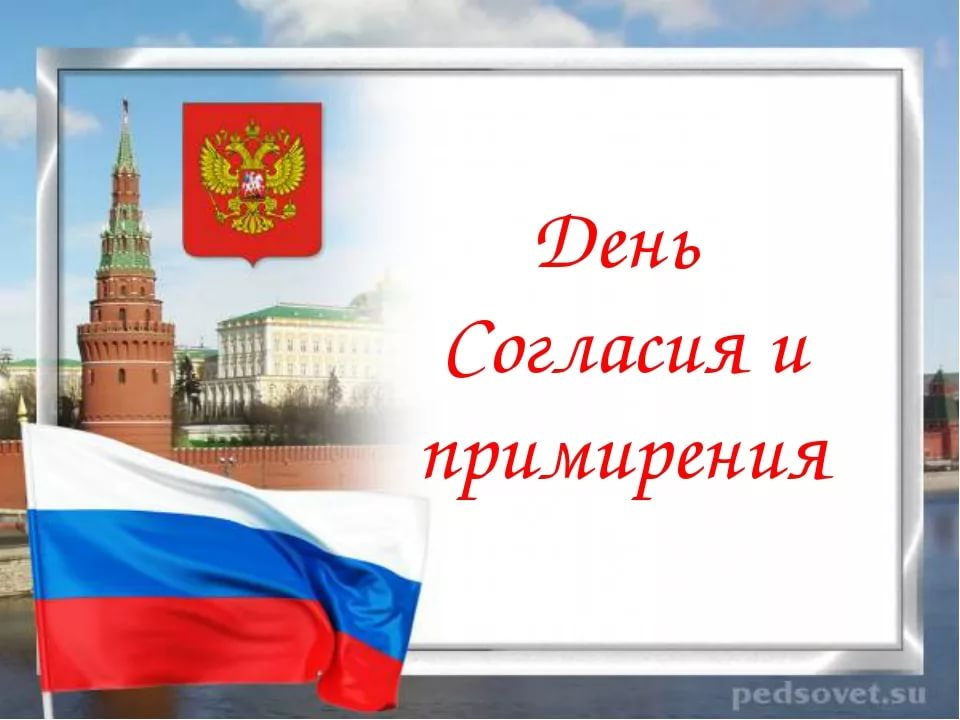 День
Согласия и
примирения
pedsovet.su